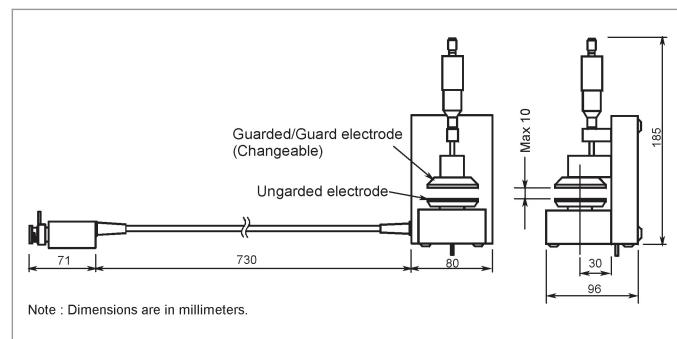 Guarded/Guard electrode
(Changeable)
Ungarded electrode
Max 10
185
71
730
80
30
96
Note : Dimensions are in millimeters.